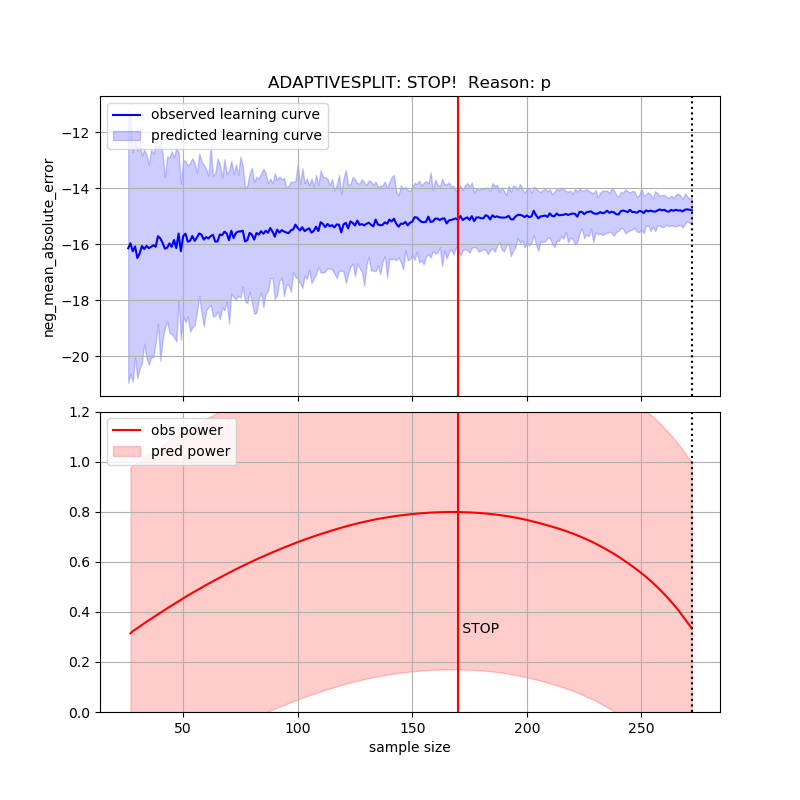 ADAPTIVESPLIT: STOP!  Reason: p
observed learning curve
predicted learning curve
neg_mean_absolute_error
−12
−14
−16
−18
−20
obs power
pred power
1.2
1.0
0.8
0.6
0.4
0.2
0.0
STOP
50
100
150
200
250
sample size